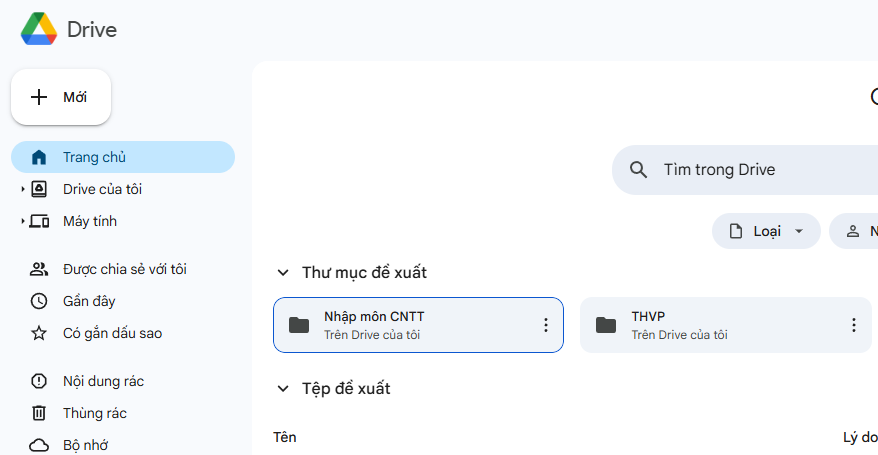 Drive
Mới
Trang chủ
Drive của tôi
Máy tính
Được chia sẻ với tôi
Gần đây
Có gắn dấu sao
Nội dung rác
Thùng rác
Bộ nhớ
Tìm trong Drive
Loại
Thư mục đề xuất
Nhập môn CNTT
Trên Drive của tôi
THVP
Trên Drive của tôi
Tệp đề xuất
Tên
Lý do